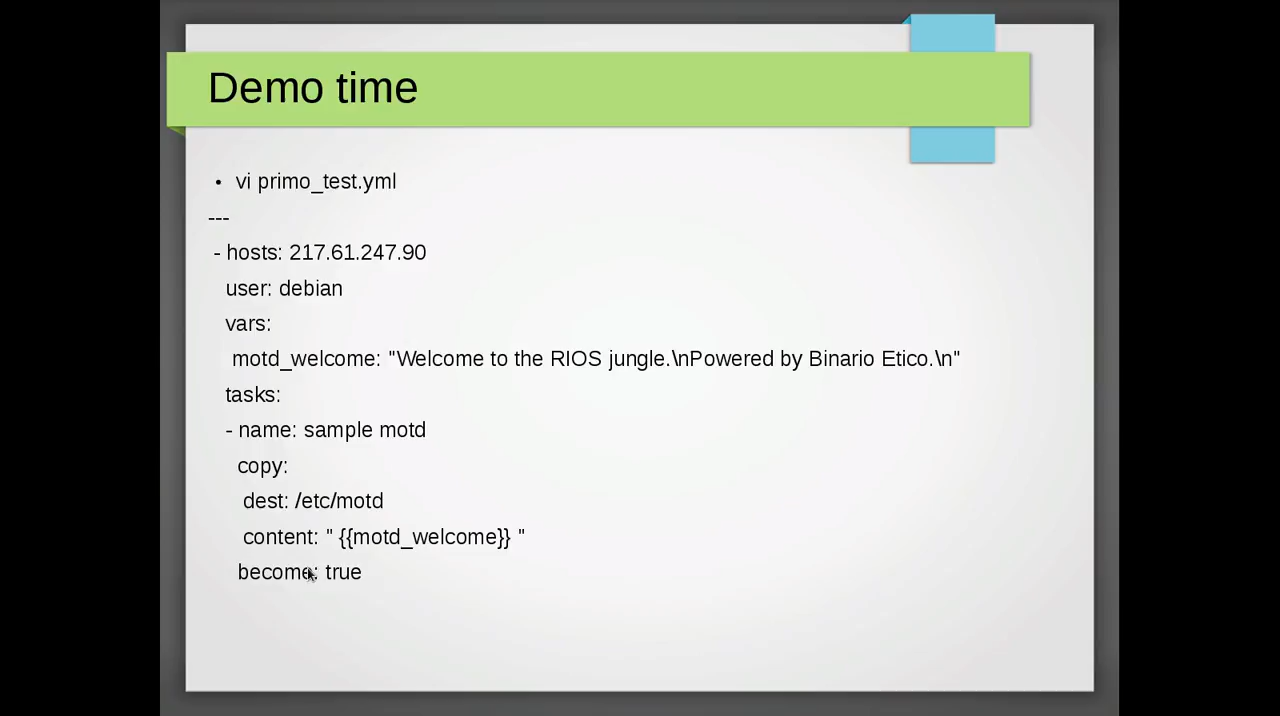 Demo time
• vi primo_test.yml
---
- hosts: 217.61.247.90
user: debian
vars:
motd_welcome: "Welcome to the RIOS jungle.\nPowered by Binario Etico.\n"
tasks:
- name: sample motd
copy:
dest: /etc/motd
content: " {{motd_welcome}} "
become: true